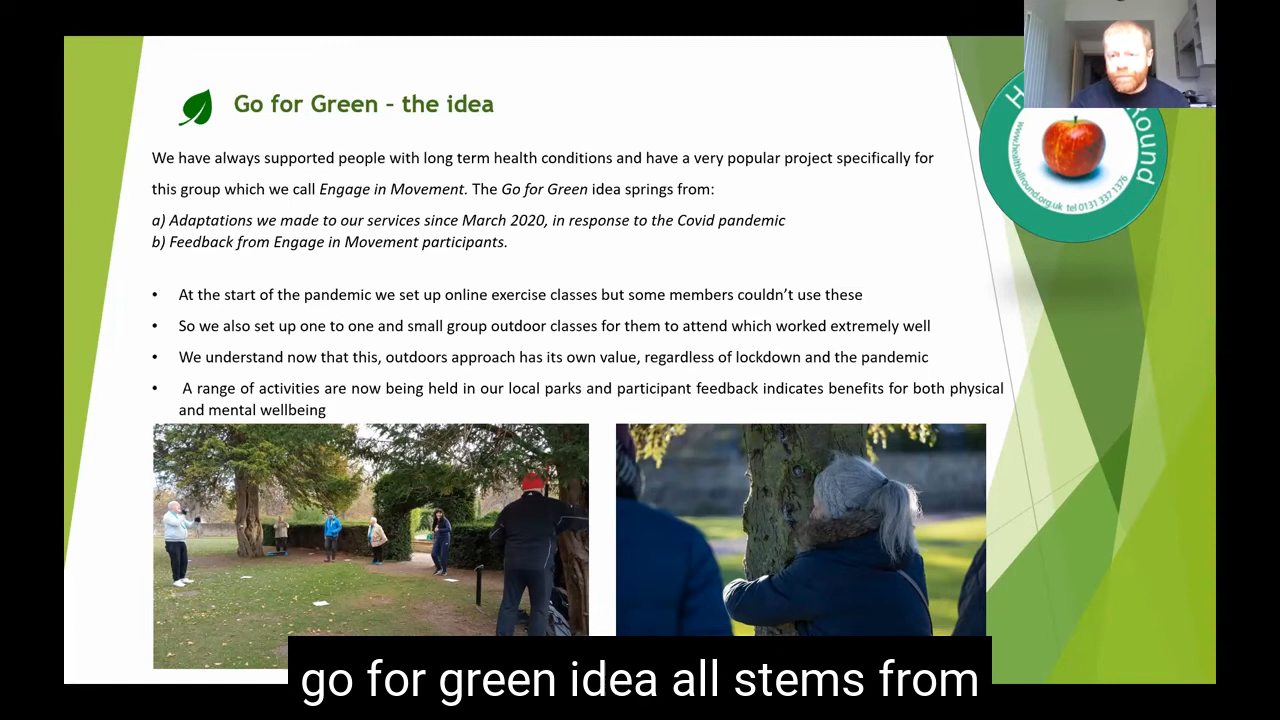 Go for Green – the idea
We have always supported people with long term health conditions and have a very popular project specifically for
this group which we call Engage in Movement. The Go for Green idea springs from:
a) Adaptations we made to our services since March 2020, in response to the Covid pandemic
b) Feedback from Engage in Movement participants.
• At the start of the pandemic we set up online exercise classes but some members couldn’t use these
• So we also set up one to one and small group outdoor classes for them to attend which worked extremely well
• We understand now that this, outdoors approach has its own value, regardless of lockdown and the pandemic
• A range of activities are now being held in our local parks and participant feedback indicates benefits for both physical
and mental wellbeing
H
Round
www.healthallround.org.uk tel 0131 337 1376
go for green idea all stems from